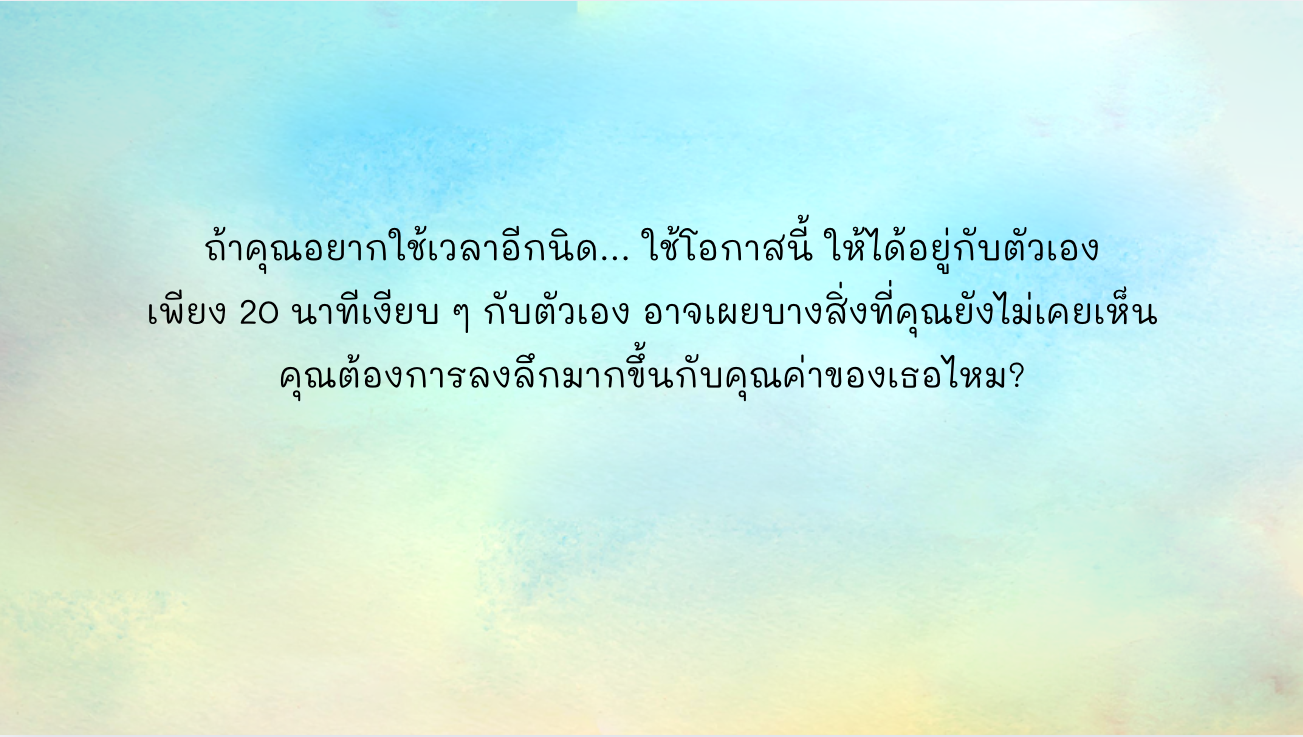 ถ้าคุณอยากใช้เวลาอีกนิด... ใช้โอกาสนี้ ให้ได้อยู่กับตัวเอง
เพียง 20 นาทีเงียบ ๆ กับตัวเอง อาจเผยบางสิ่งที่คุณยังไม่เคยเห็น
คุณต้องการลงลึกมากขึ้นกับคุณค่าของเธอไหม?